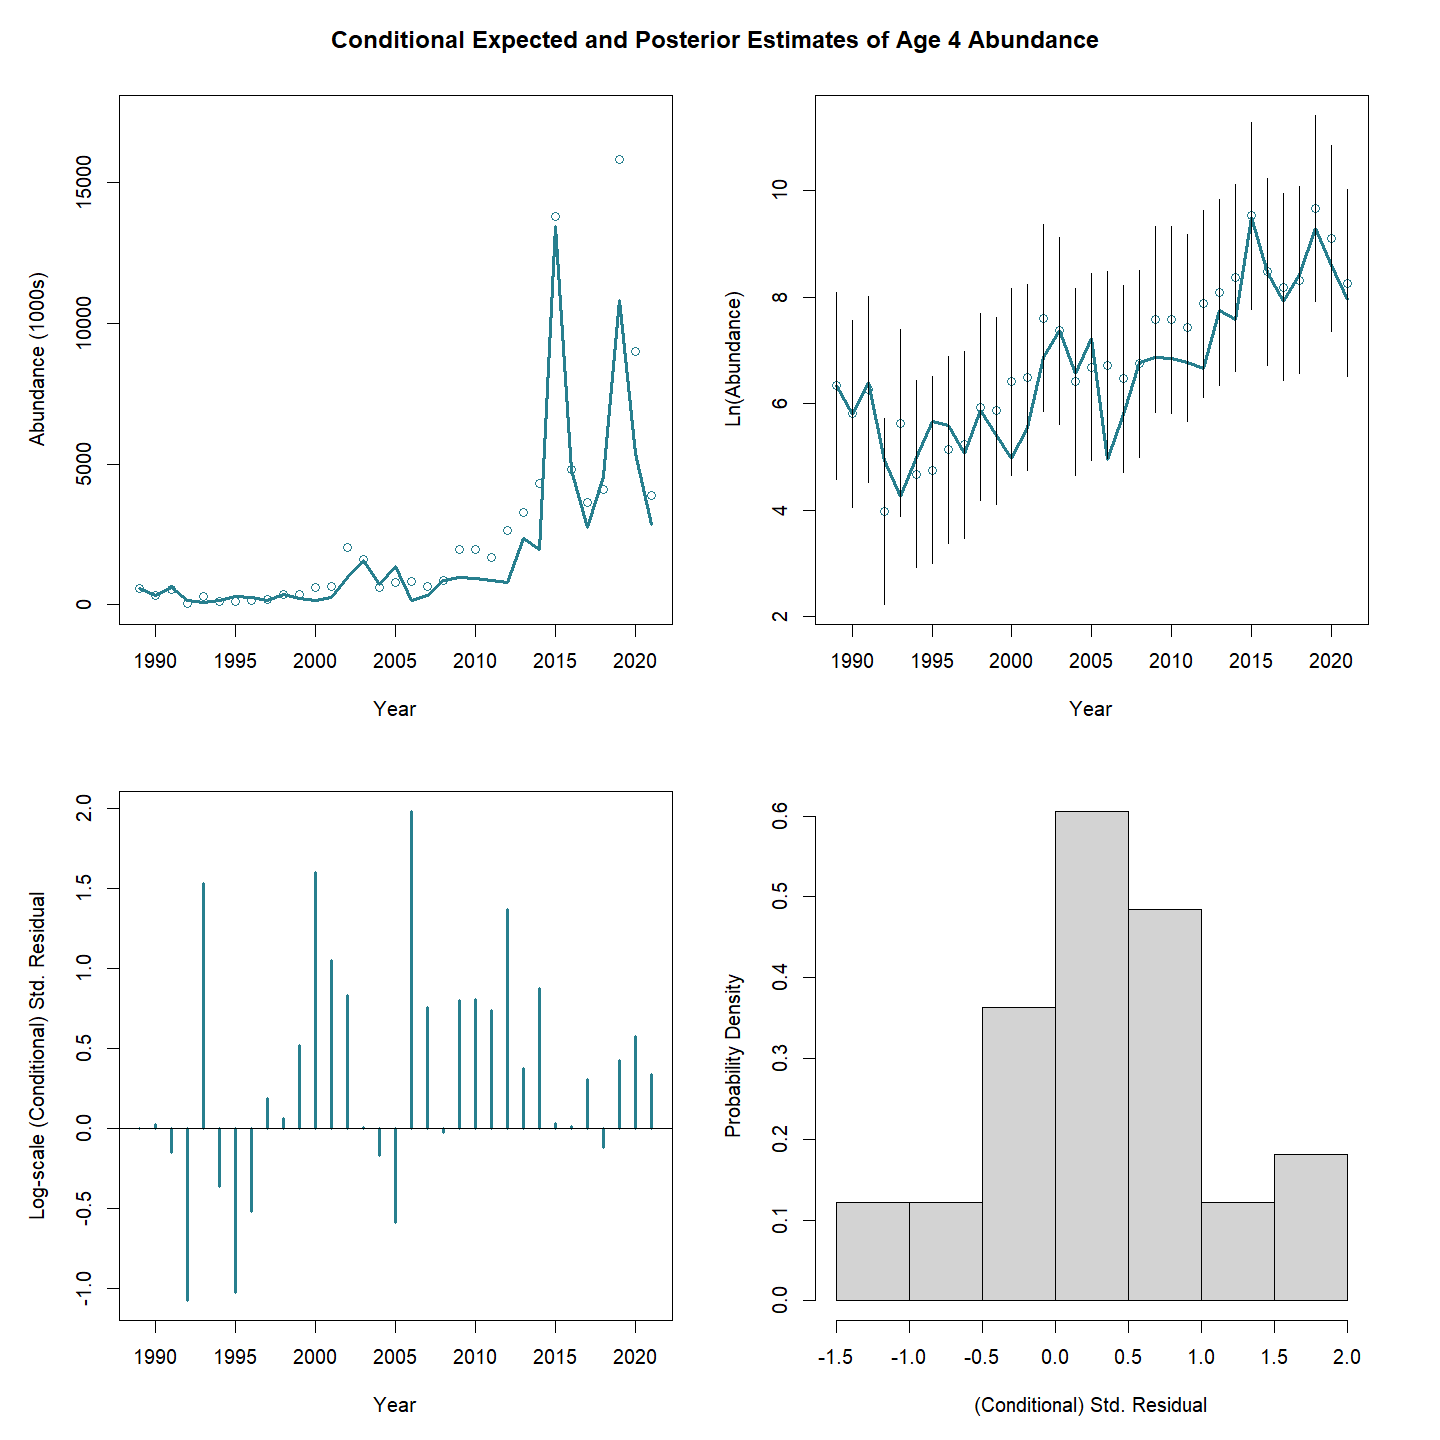 Conditional Expected and Posterior Estimates of Age 4 Abundance
Abundance (1000s)
15000
10000
5000
0
1990 1995 2000 2005 2010 2015 2020
Year
Ln(Abundance)
10
8
6
4
2
1990 1995 2000 2005 2010 2015 2020
Year
Log-scale (Conditional) Std. Residual
2.0
1.5
1.0
0.5
0.0
-0.5
-1.0
1990 1995 2000 2005 2010 2015 2020
Year
Probability Density
0.6
0.5
0.4
0.3
0.2
0.1
0.0
-1.5 -1.0 -0.5 0.0 0.5 1.0 1.5 2.0
(Conditional) Std. Residual